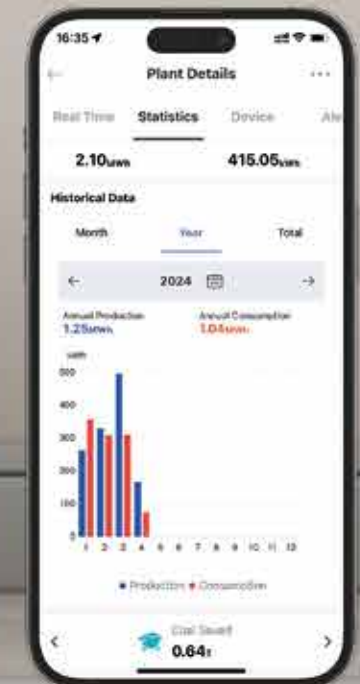 16:35
Plant Details
Real Time Statistics Device
2.10 415.05
Historical Data
Month Year Total
2024
Annual Production Annual Consumption
1.25 1.04
500
400
300
200
100
0
1 2 3 4 5 6 7 8 9 10 11 12
Production Consumption
Coal Saved
0.64t